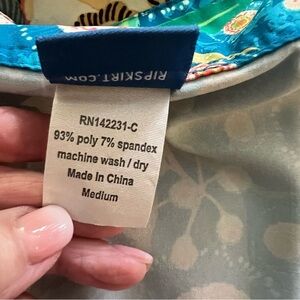 RIPSKIRT.COM
RN142231-C
93% poly 7% spandex
machine wash / dry
Made In China
Medium